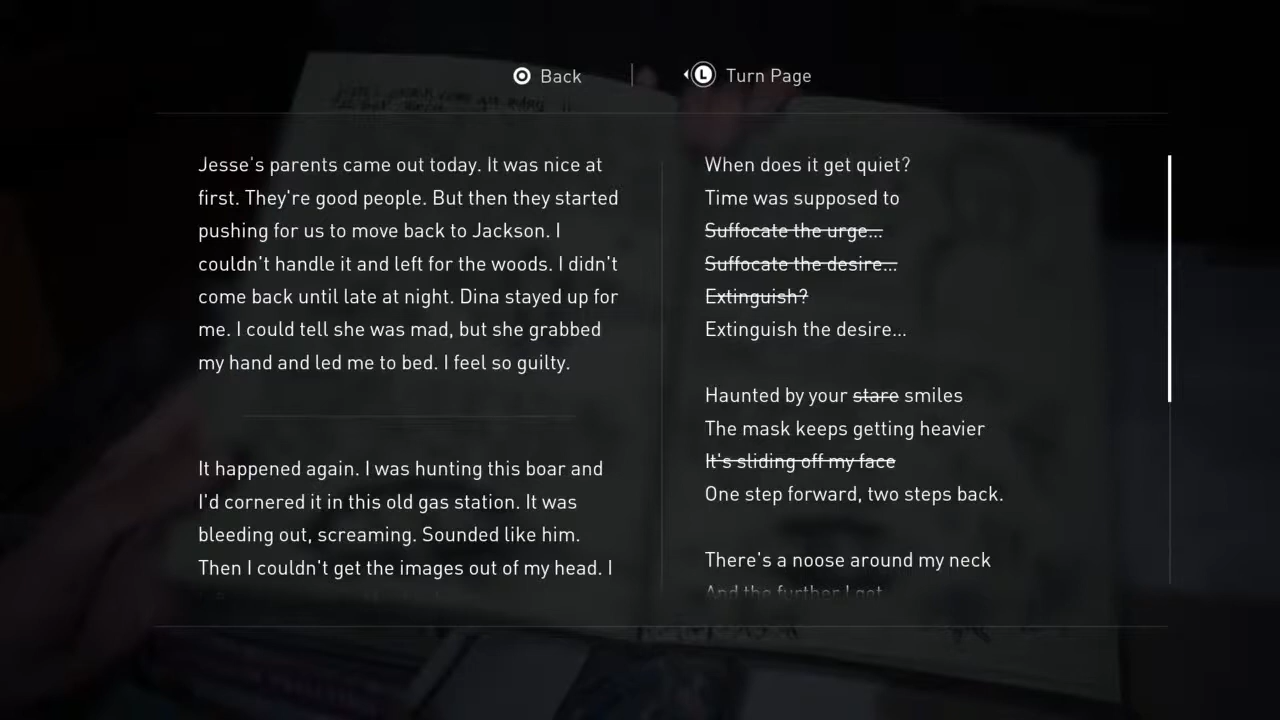 Back
Turn Page
Jesse's parents came out today. It was nice at
first. They're good people. But then they started
pushing for us to move back to Jackson. I
couldn't handle it and left for the woods. I didn't
come back until late at night. Dina stayed up for
me. I could tell she was mad, but she grabbed
my hand and led me to bed. I feel so guilty.
It happened again. I was hunting this boar and
I'd cornered it in this old gas station. It was
bleeding out, screaming. Sounded like him.
Then I couldn't get the images out of my head. I
When does it get quiet?
Time was supposed to
Suffocate the urge...
Suffocate the desire...
Extinguish?
Extinguish the desire...
Haunted by your stare smiles
The mask keeps getting heavier
It's sliding off my face
One step forward, two steps back.
There's a noose around my neck
And the further I get